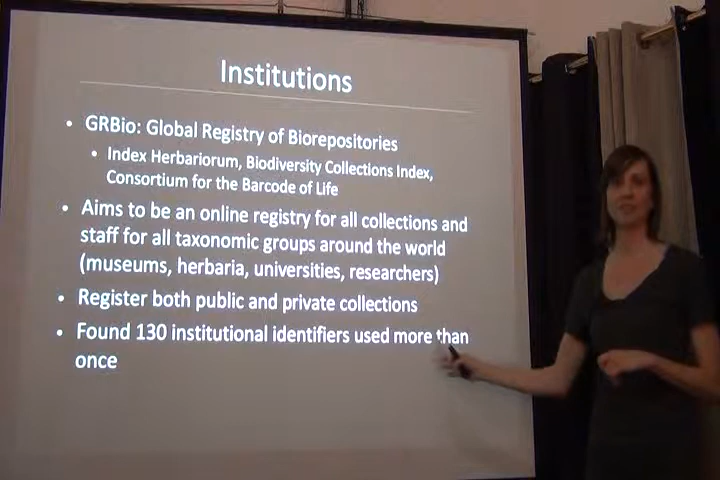 Institutions
• GRBio: Global Registry of Biorepositories
• Index Herbariorum, Biodiversity Collections Index,
Consortium for the Barcode of Life
• Aims to be an online registry for all collections and
staff for all taxonomic groups around the world
(museums, herbaria, universities, researchers)
• Register both public and private collections
• Found 130 institutional identifiers used more than
once